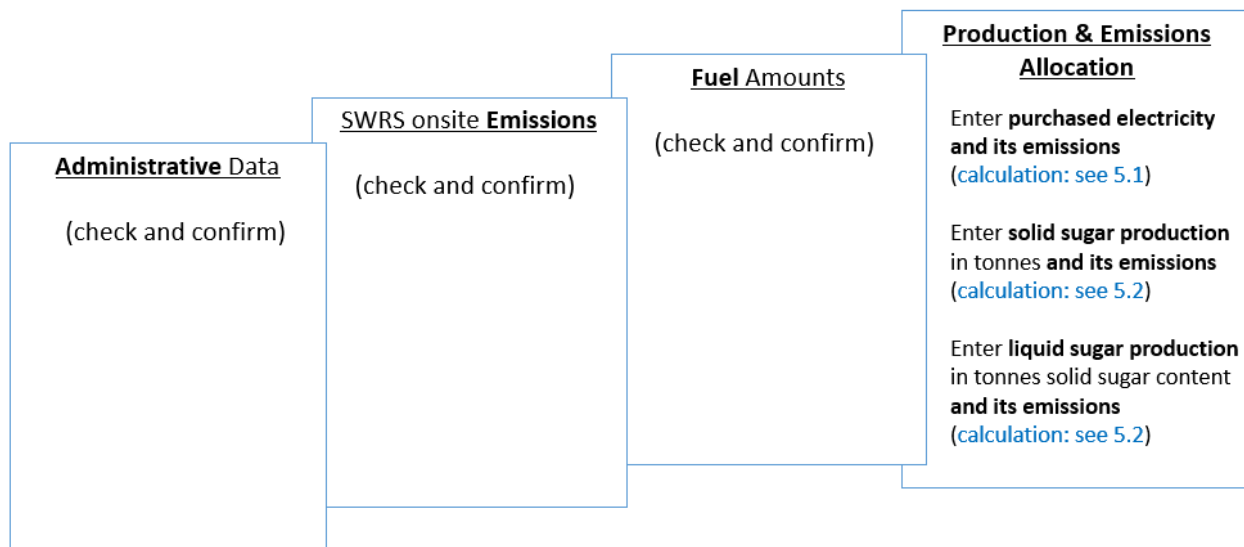 Administrative Data
(check and confirm)
SWRS onsite Emissions
(check and confirm)
Fuel Amounts
(check and confirm)
Production & Emissions
Allocation
Enter purchased electricity
and its emissions
(calculation: see 5.1)
Enter solid sugar production
in tonnes and its emissions
(calculation: see 5.2)
Enter liquid sugar production
in tonnes solid sugar content
and its emissions
(calculation: see 5.2)